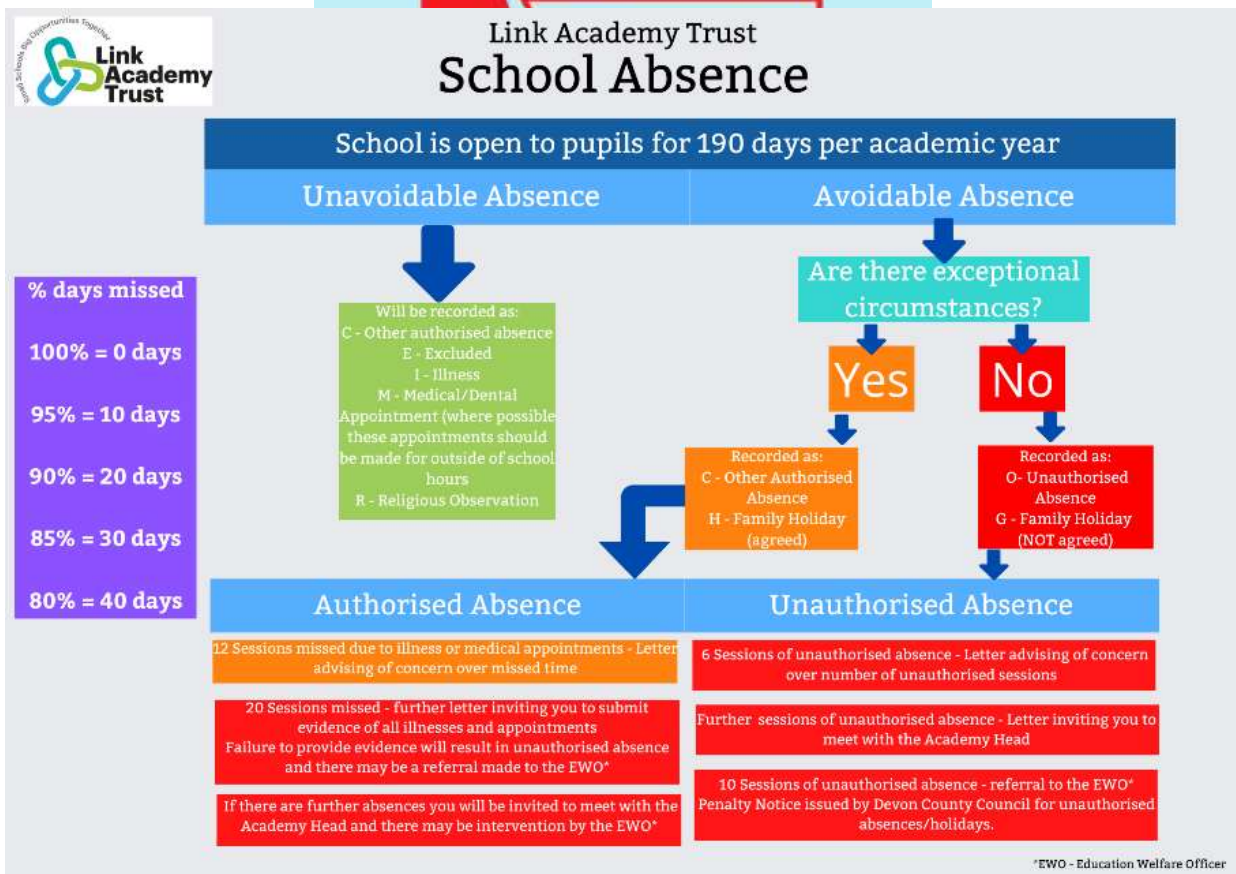 Small Schools Big Opportunities Together
Link
Academy
Trust
Link Academy Trust
School Absence
School is open to pupils for 190 days per academic year
Unavoidable Absence
Avoidable Absence
% days missed
100% = 0 days
95% = 10 days
90% = 20 days
85% = 30 days
80% = 40 days
Will be recorded as:
C - Other authorised absence
E - Excluded
I - Illness
M - Medical/Dental
Appointment (where possible
these appointments should
be made for outside of school
hours
R - Religious Observation
Are there exceptional
circumstances?
Yes
No
Recorded as:
C - Other Authorised
Absence
H - Family Holiday
(agreed)
Recorded as:
O- Unauthorised
Absence
G - Family Holiday
(NOT agreed)
Authorised Absence
12 Sessions missed due to illness or medical appointments - Letter
advising of concern over missed time
20 Sessions missed - further letter inviting you to submit
evidence of all illnesses and appointments
Failure to provide evidence will result in unauthorised absence
and there may be a referral made to the EWO*
If there are further absences you will be invited to meet with the
Academy Head and there may be intervention by the EWO*
Unauthorised Absence
6 Sessions of unauthorised absence - Letter advising of concern
over number of unauthorised sessions
Further sessions of unauthorised absence - Letter inviting you to
meet with the Academy Head
10 Sessions of unauthorised absence - referral to the EWO*
Penalty Notice issued by Devon County Council for unauthorised
absences/holidays.
*EWO - Education Welfare Officer